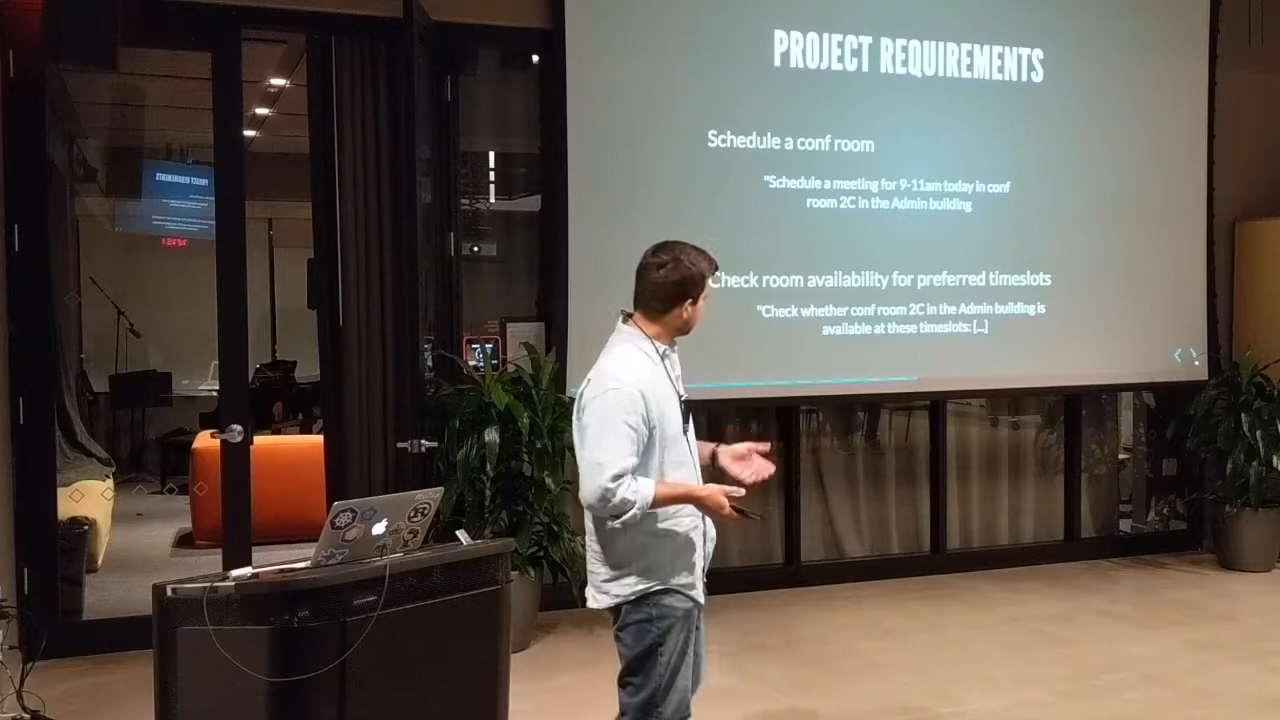 PROJECT REQUIREMENTS
Schedule a conf room
"Schedule a meeting for 9-11am today in conf
room 2C in the Admin building
Check room availability for preferred timeslots
"Check whether conf room 2C in the Admin building is
available at these timeslots: [...]
PROJECT REQUIREMENTS